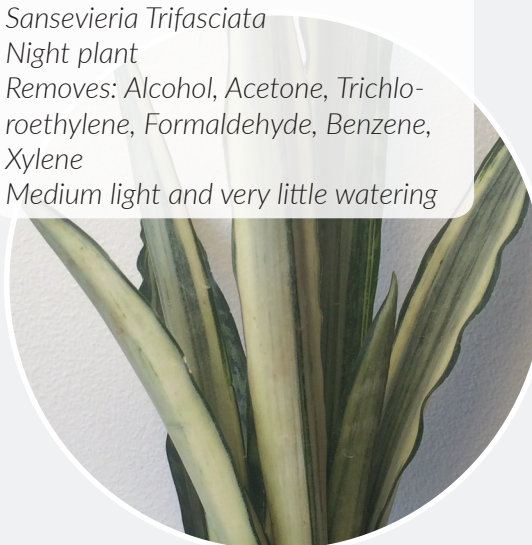 Sansevieria Trifasciata
Night plant
Removes: Alcohol, Acetone, Trichlo-
roethylene, Formaldehyde, Benzene,
Xylene
Medium light and very little watering